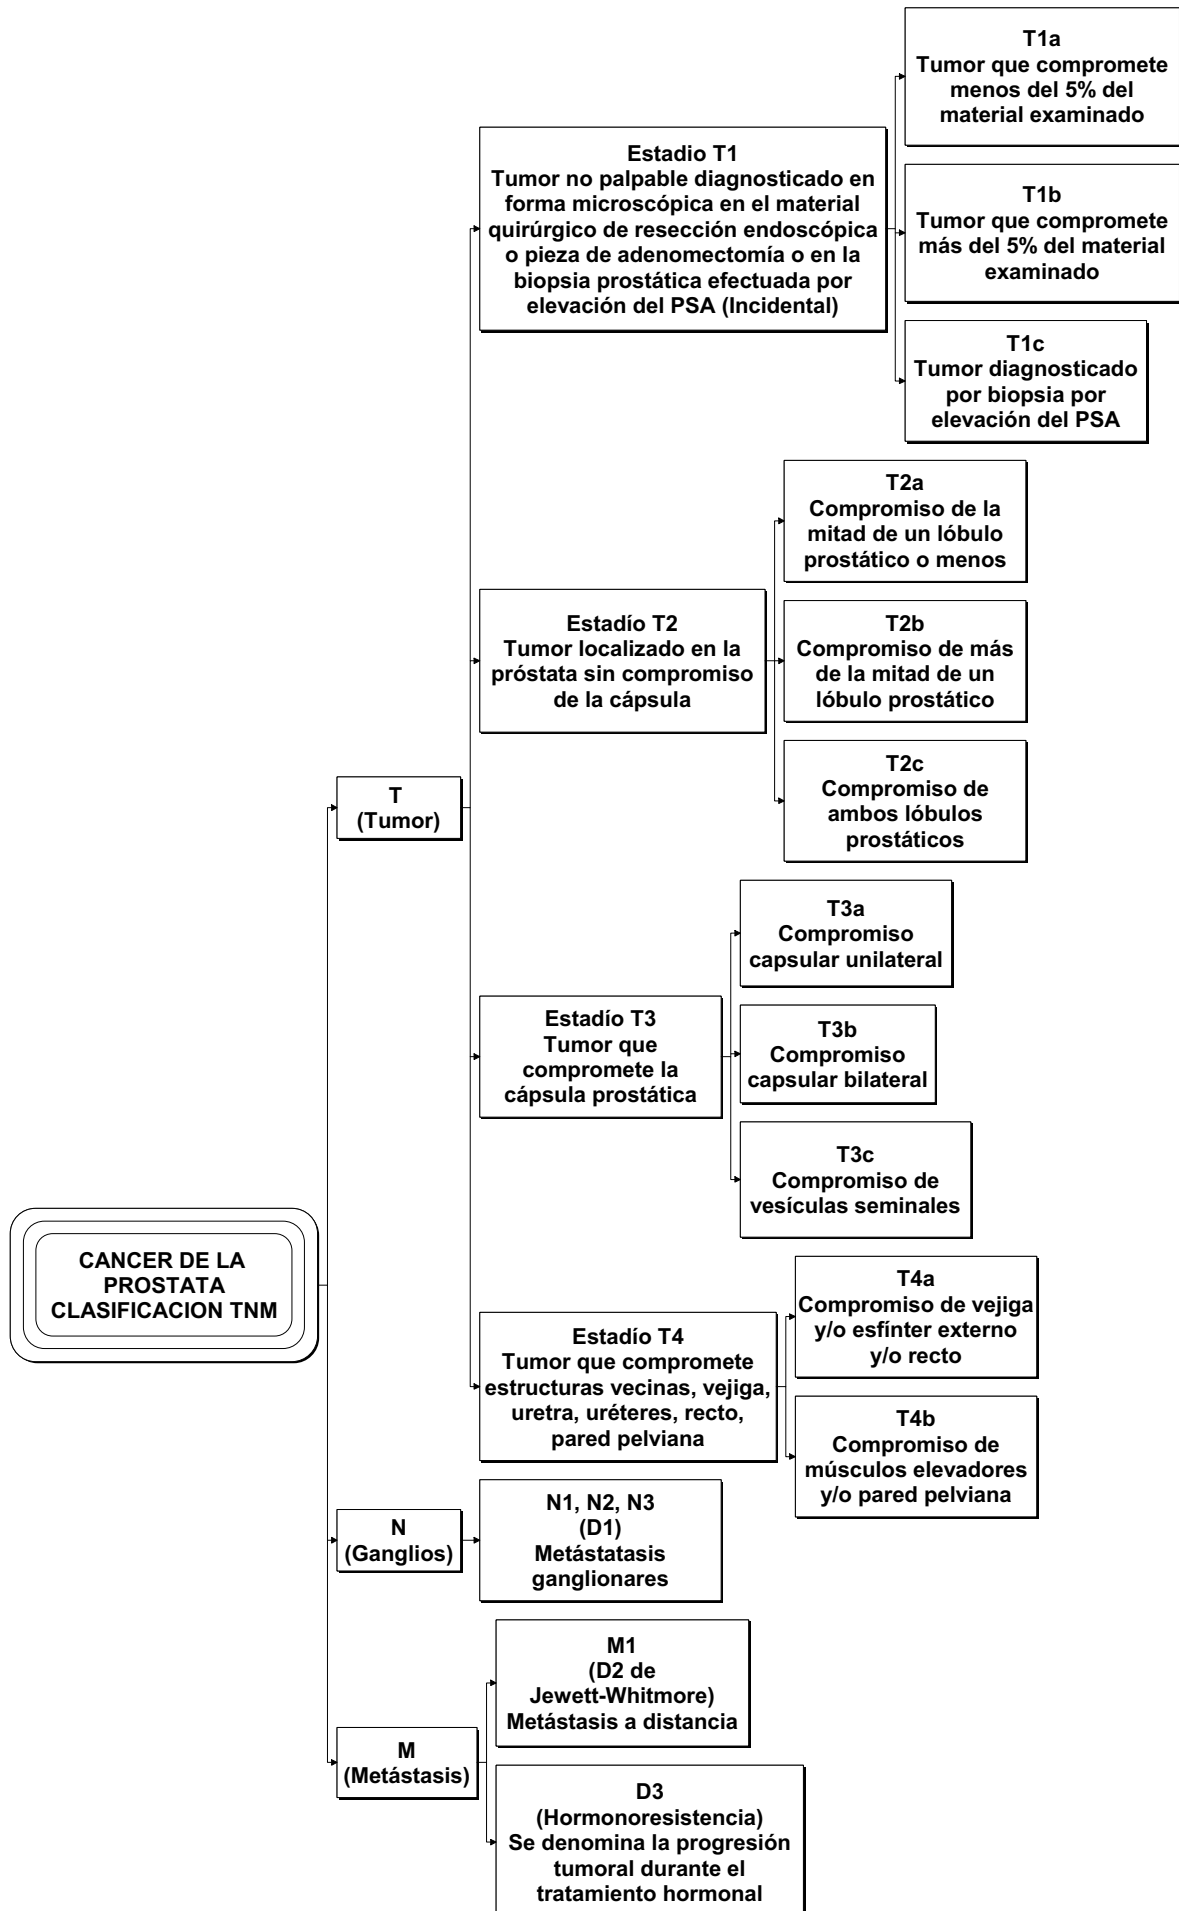 CANCER DE LA
PROSTATA
CLASIFICACION TNM
T
(Tumor)
Estadio T1
Tumor no palpable diagnosticado en
forma microscópica en el material
quirúrgico de resección endoscópica
o pieza de adenomectomía o en la
biopsia prostática efectuada por
elevación del PSA (Incidental)
T1a
Tumor que compromete
menos del 5% del
material examinado
T1b
Tumor que compromete
más del 5% del material
examinado
T1c
Tumor diagnosticado
por biopsia por
elevación del PSA
Estadío T2
Tumor localizado en la
próstata sin compromiso
de la cápsula
T2a
Compromiso de la
mitad de un lóbulo
prostático o menos
T2b
Compromiso de más
de la mitad de un
lóbulo prostático
T2c
Compromiso de
ambos lóbulos
prostáticos
Estadío T3
Tumor que
compromete la
cápsula prostática
T3a
Compromiso
capsular unilateral
T3b
Compromiso
capsular bilateral
T3c
Compromiso de
vesículas seminales
Estadío T4
Tumor que compromete
estructuras vecinas, vejiga,
uretra, uréteres, recto,
pared pelviana
T4a
Compromiso de vejiga
y/o esfínter externo
y/o recto
T4b
Compromiso de
músculos elevadores
y/o pared pelviana
N
(Ganglios)
N1, N2, N3
(D1)
Metástatasis
ganglionares
M
(Metástasis)
M1
(D2 de
Jewett-Whitmore)
Metástasis a distancia
D3
(Hormonoresistencia)
Se denomina la progresión
tumoral durante el
tratamiento hormonal